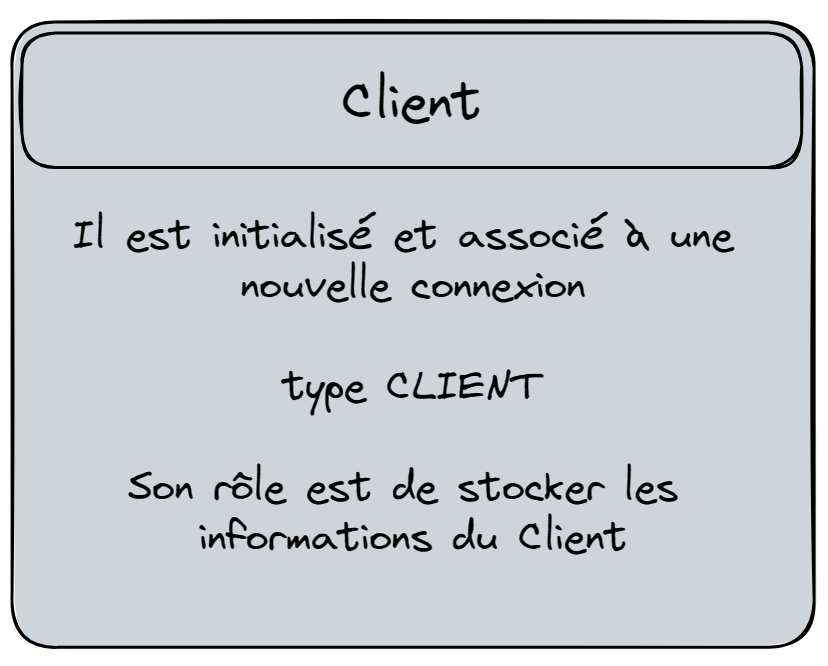 Client
Il est initialisé et associé à une
nouvelle connexion
type CLIENT
Son rôle est de stocker les
informations du Client